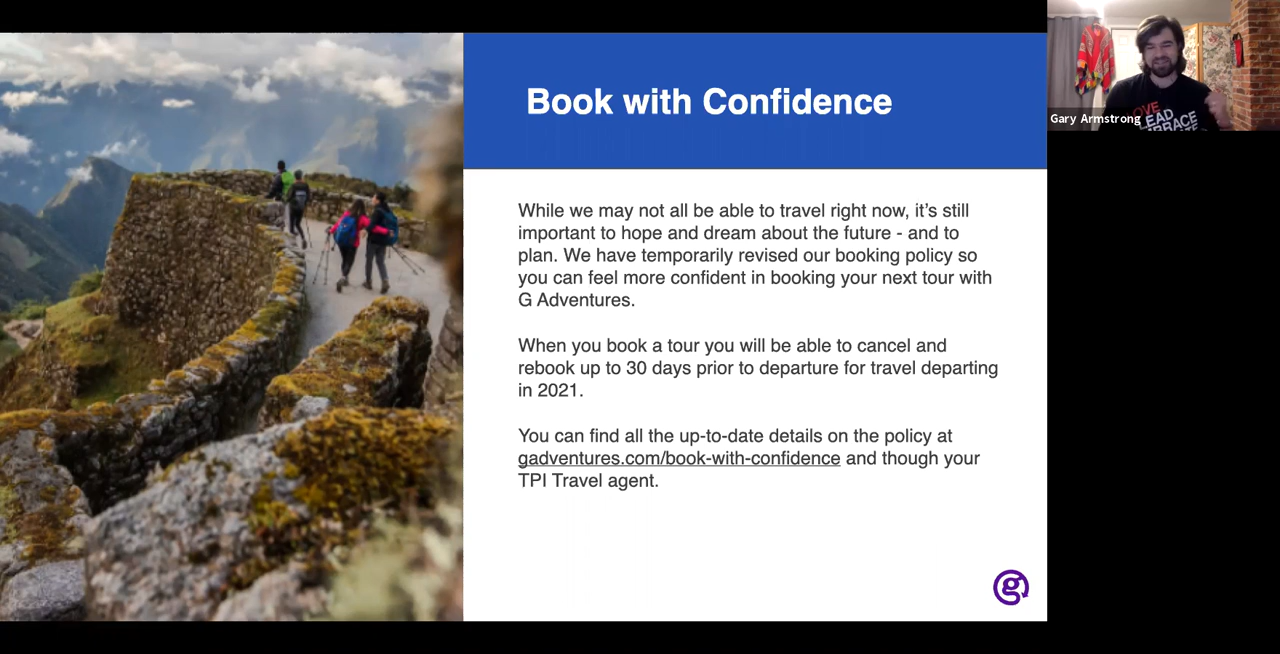 Book with Confidence
While we may not all be able to travel right now, it’s still
important to hope and dream about the future - and to
plan. We have temporarily revised our booking policy so
you can feel more confident in booking your next tour with
G Adventures.
When you book a tour you will be able to cancel and
rebook up to 30 days prior to departure for travel departing
in 2021.
You can find all the up-to-date details on the policy at
gadventures.com/book-with-confidence and though your
TPI Travel agent.
g
LEAD
Gary Armstrong